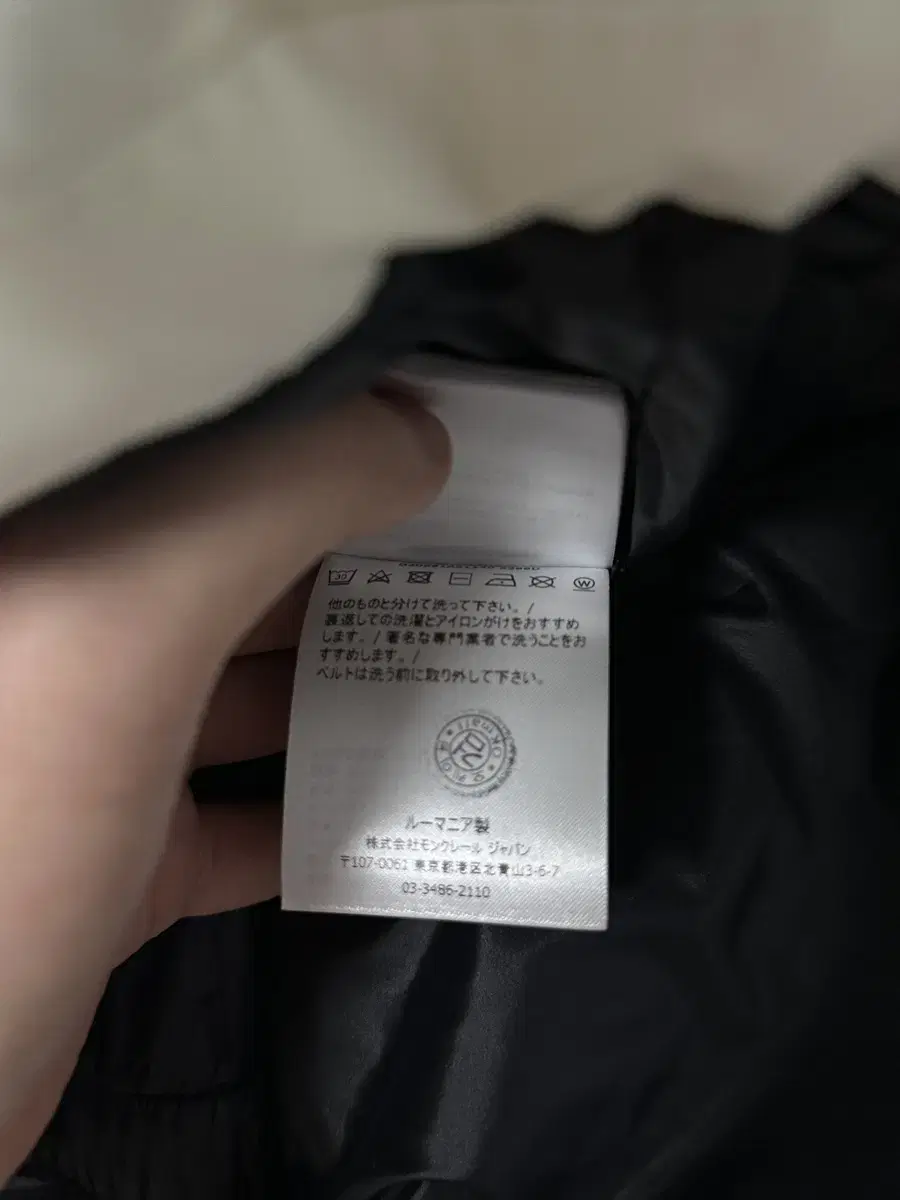 30
他のものと分けて洗って下さい。/
裏返しての洗濯とアイロンがけをおすすめ
します。/ 著名な専門業者で洗うことをお
すすめします。/
ベルトは洗う前に取り外して下さい。
ルーマニア製
株式会社モンクレール ジャパン
〒107-0061 東京都港区北青山3-6-7
03-3486-2110